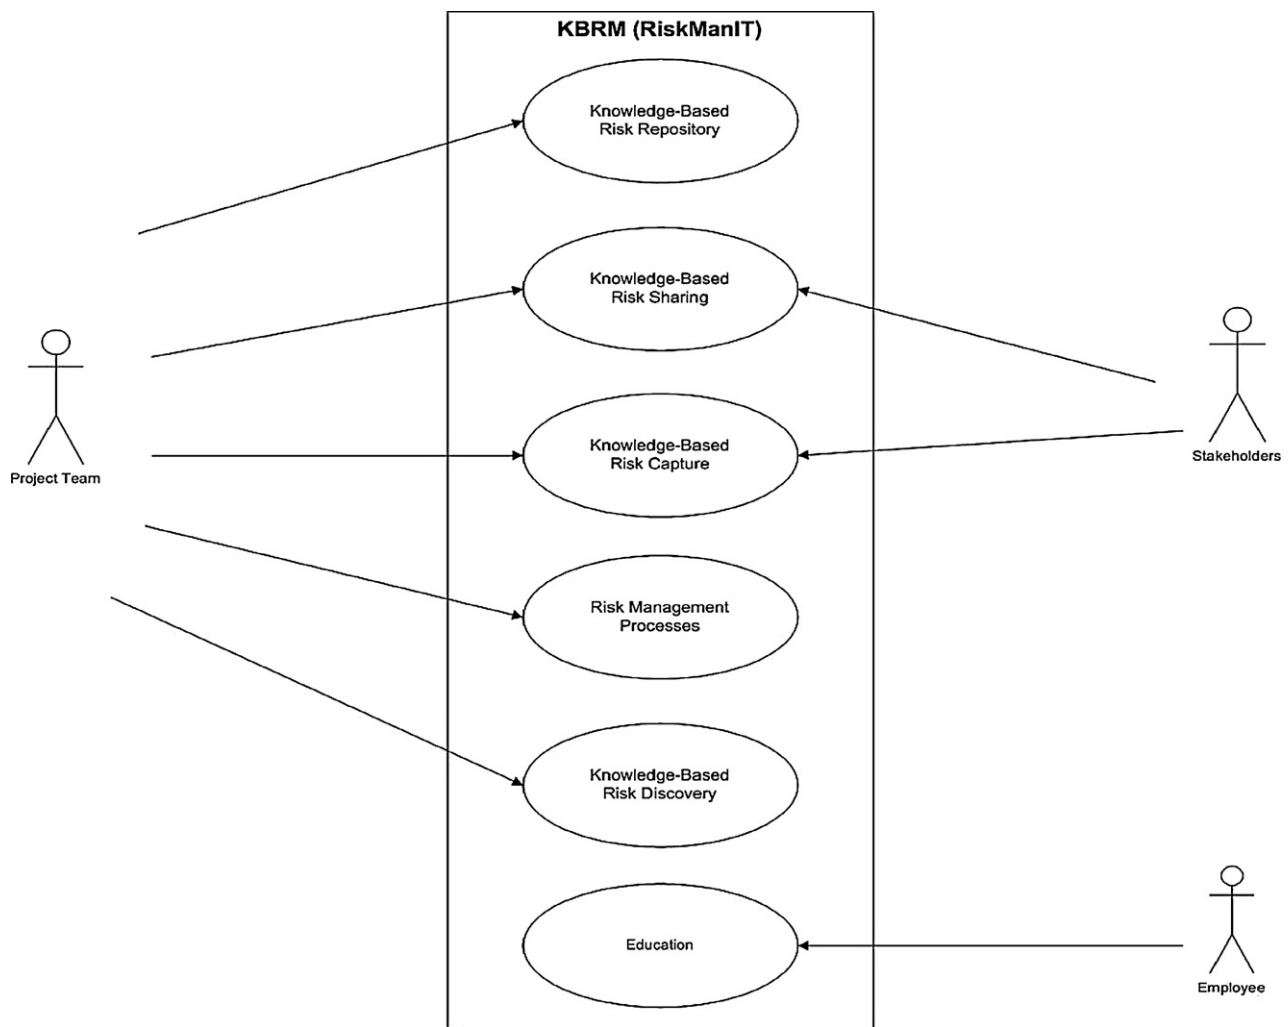 KBRM (RiskManIT)
Knowledge-Based
Risk Repository
Knowledge-Based
Risk Sharing
Knowledge-Based
Risk Capture
Project Team
Stakeholders
Risk Management
Processes
Knowledge-Based
Risk Discovery
Education
Employee